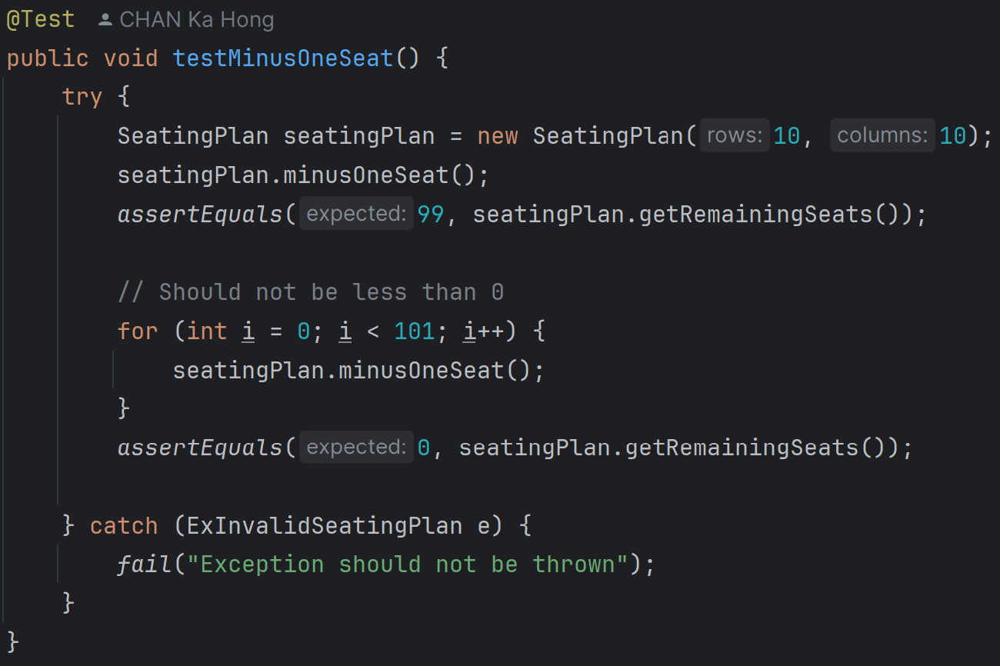 @Test CHAN Ka Hong
public void testMinusOneSeat() {
try {
SeatingPlan seatingPlan = new SeatingPlan( rows: 10, columns: 10);
seatingPlan.minusOneSeat();
assertEquals( expected: 99, seatingPlan.getRemainingSeats());
// Should not be less than 0
for (int i = 0; i < 101; i++) {
seatingPlan.minusOneSeat();
}
assertEquals( expected: 0, seatingPlan.getRemainingSeats());
} catch (ExInvalidSeatingPlan e) {
fail("Exception should not be thrown");
}
}